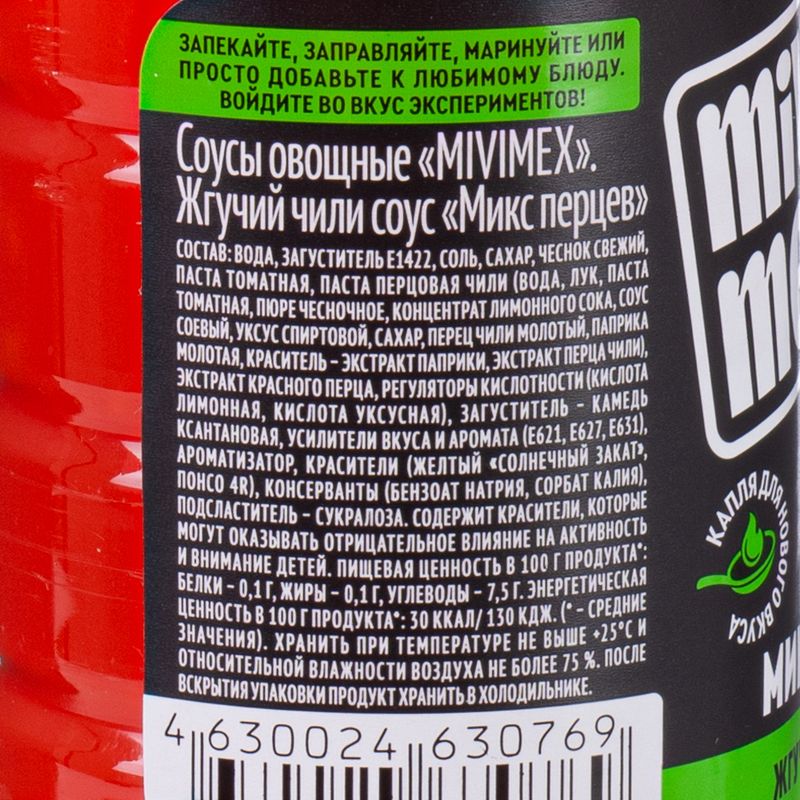 ЗАПЕКАЙТЕ, ЗАПРАВЛЯЙТЕ, МАРИНУЙТЕ ИЛИ
ПРОСТО ДОБАВЬТЕ К ЛЮБИМОМУ БЛЮДУ.
ВОЙДИТЕ ВО ВКУС ЭКСПЕРИМЕНТОВ!
Соусы овощные «MIVIMEX».
Жгучий чили соус «Микс перцев»
СОСТАВ: ВОДА, ЗАГУСТИТЕЛЬ Е1422, СОЛЬ, САХАР, ЧЕСНОК СВЕЖИЙ,
ПАСТА ТОМАТНАЯ, ПАСТА ПЕРЦОВАЯ ЧИЛИ (ВОДА, ЛУК, ПАСТА
ТОМАТНАЯ, ПЮРЕ ЧЕСНОЧНОЕ, КОНЦЕНТРАТ ЛИМОННОГО СОКА, СОУС
СОЕВЫЙ, УКСУС СПИРТОВОЙ, САХАР, ПЕРЕЦ ЧИЛИ МОЛОТЫЙ, ПАПРИКА
МОЛОТАЯ, КРАСИТЕЛЬ – ЭКСТРАКТ ПАПРИКИ, ЭКСТРАКТ ПЕРЦА ЧИЛИ),
ЭКСТРАКТ КРАСНОГО ПЕРЦА, РЕГУЛЯТОРЫ КИСЛОТНОСТИ (КИСЛОТА
ЛИМОННАЯ, КИСЛОТА УКСУСНАЯ), ЗАГУСТИТЕЛЬ – КАМЕДЬ
КСАНТАНОВАЯ, УСИЛИТЕЛИ ВКУСА И АРОМАТА (Е621, Е627, Е631),
АРОМАТИЗАТОР, КРАСИТЕЛИ (ЖЕЛТЫЙ «СОЛНЕЧНЫЙ ЗАКАТ»,
ПОНСО 4R), КОНСЕРВАНТЫ (БЕНЗОАТ НАТРИЯ, СОРБАТ КАЛИЯ),
ПОДСЛАСТИТЕЛЬ – СУКРАЛОЗА. СОДЕРЖИТ КРАСИТЕЛИ, КОТОРЫЕ
МОГУТ ОКАЗЫВАТЬ ОТРИЦАТЕЛЬНОЕ ВЛИЯНИЕ НА АКТИВНОСТЬ
И ВНИМАНИЕ ДЕТЕЙ. ПИЩЕВАЯ ЦЕННОСТЬ В 100 Г ПРОДУКТА*:
БЕЛКИ – 0,1 Г, ЖИРЫ – 0,1 Г, УГЛЕВОДЫ – 7,5 Г. ЭНЕРГЕТИЧЕСКАЯ
ЦЕННОСТЬ В 100 Г ПРОДУКТА*: 30 ККАЛ/ 130 КДЖ. (* – СРЕДНИЕ
ЗНАЧЕНИЯ). ХРАНИТЬ ПРИ ТЕМПЕРАТУРЕ НЕ ВЫШЕ +25°С И
ОТНОСИТЕЛЬНОЙ ВЛАЖНОСТИ ВОЗДУХА НЕ БОЛЕЕ 75 %. ПОСЛЕ
ВСКРЫТИЯ УПАКОВКИ ПРОДУКТ ХРАНИТЬ В ХОЛОДИЛЬНИКЕ.
4 630024 630769
КАПЛЯ ДЛЯ НОВОГО ВКУСА